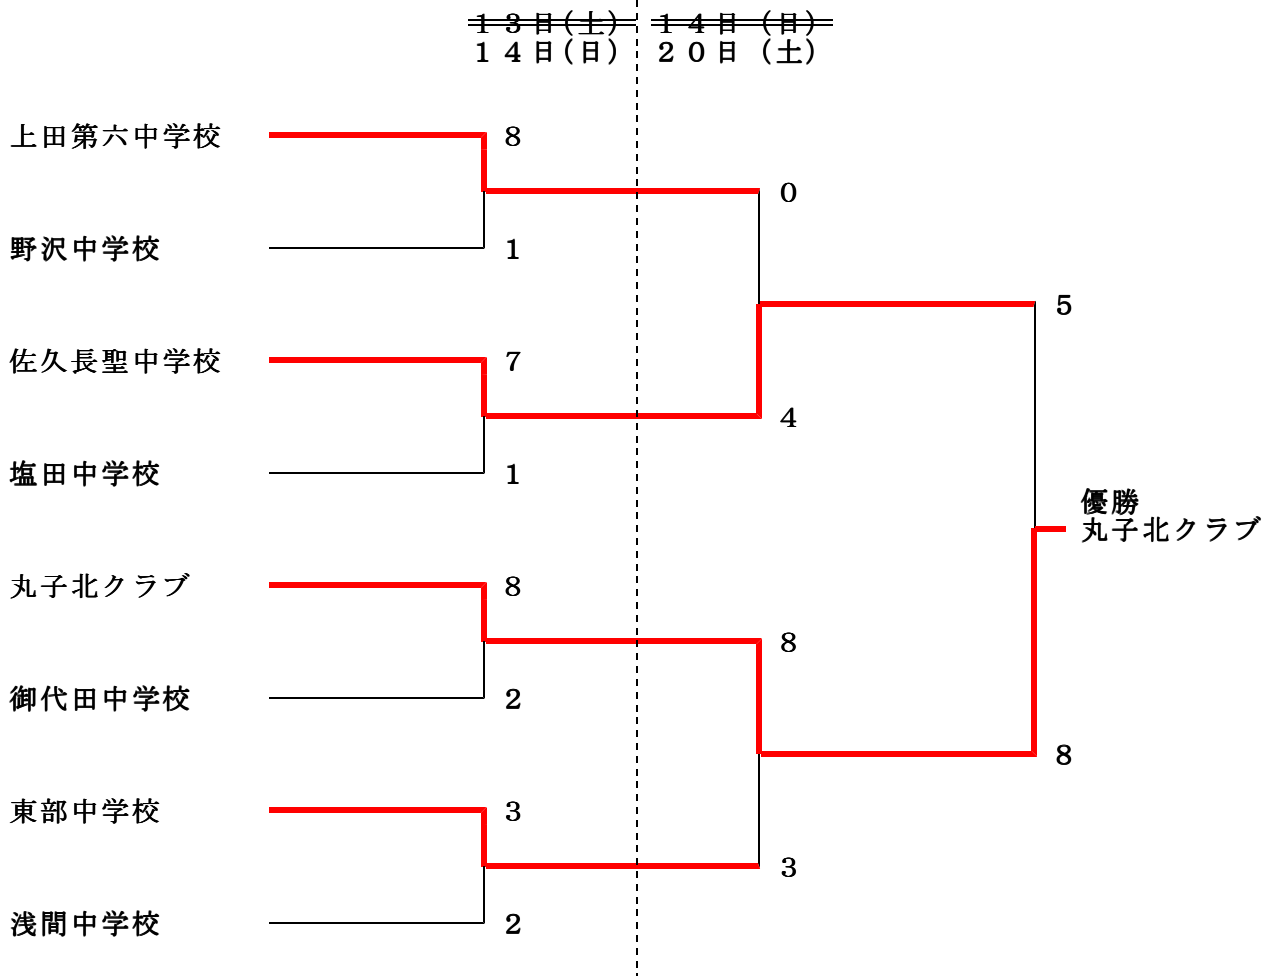 １３日(土) １４日 (日)
１４日(日) ２０日 (土)
上田第六中学校 8
0
野沢中学校 1
5
佐久長聖中学校 7
4
塩田中学校 1
優勝
丸子北クラブ
丸子北クラブ 8
8
御代田中学校 2
8
東部中学校 3
3
浅間中学校 2